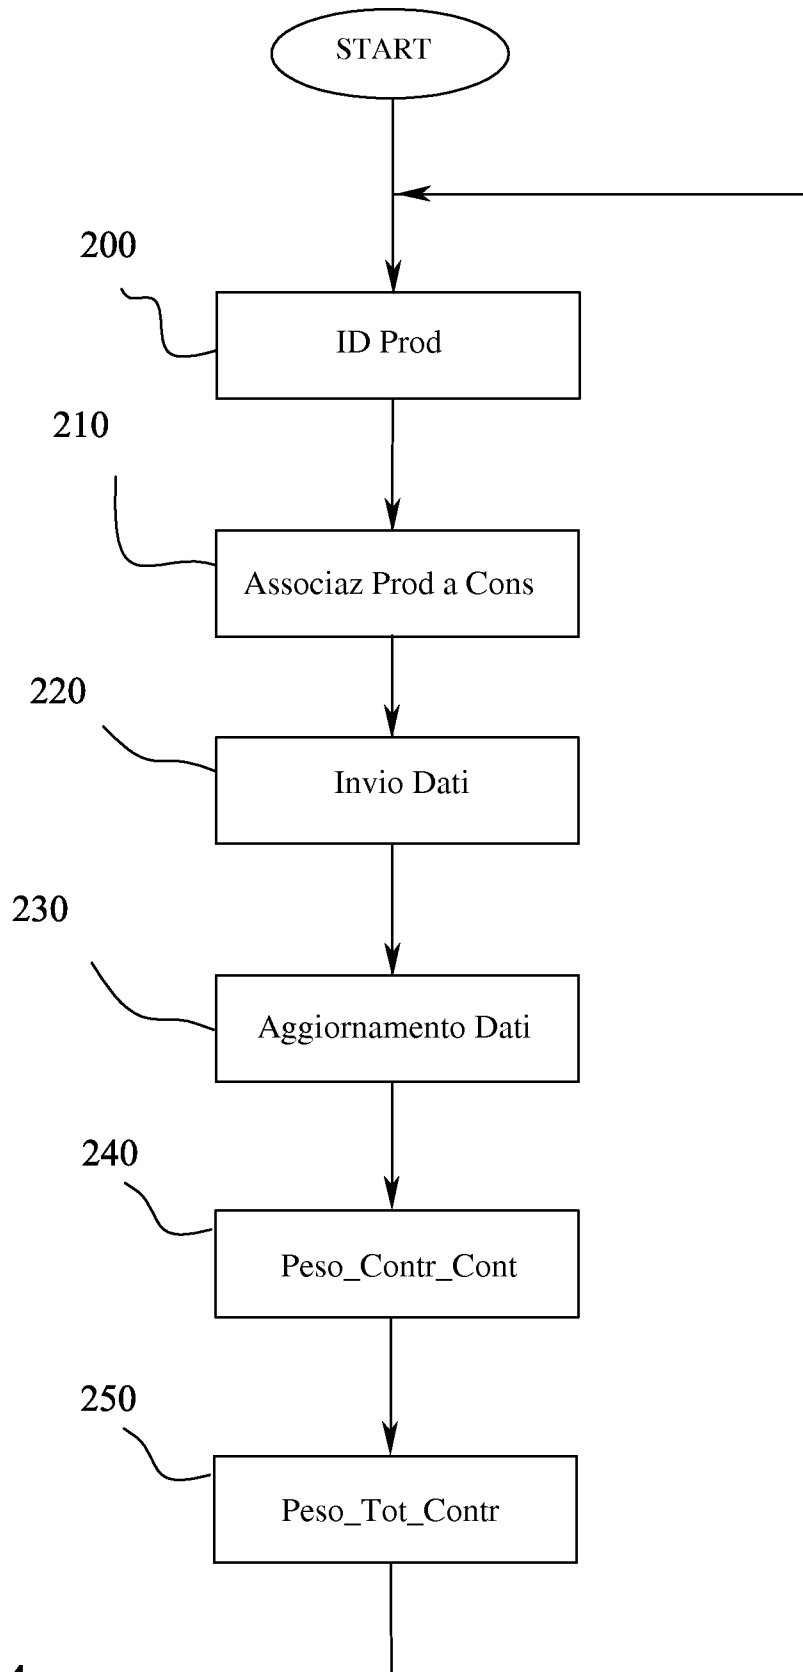 START
200
ID Prod
210
Associaz Prod a Cons
220
Invio Dati
230
Aggiornamento Dati
240
Peso_Contr_Cont
250
Peso_Tot_Contr